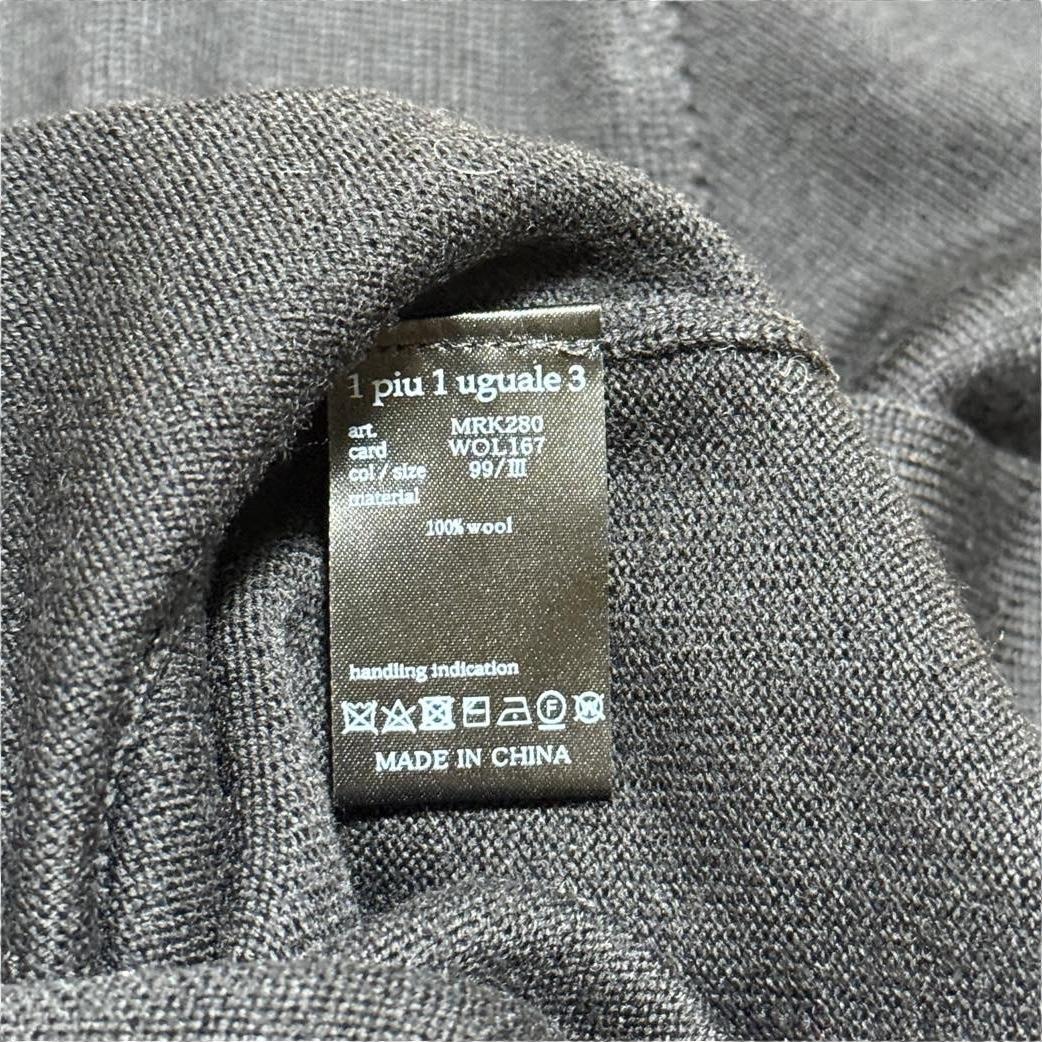 1 piu 1 uguale 3
art. MRK280
card WOL167
col / size 99/III
material
100% wool
handling indication
F W
MADE IN CHINA